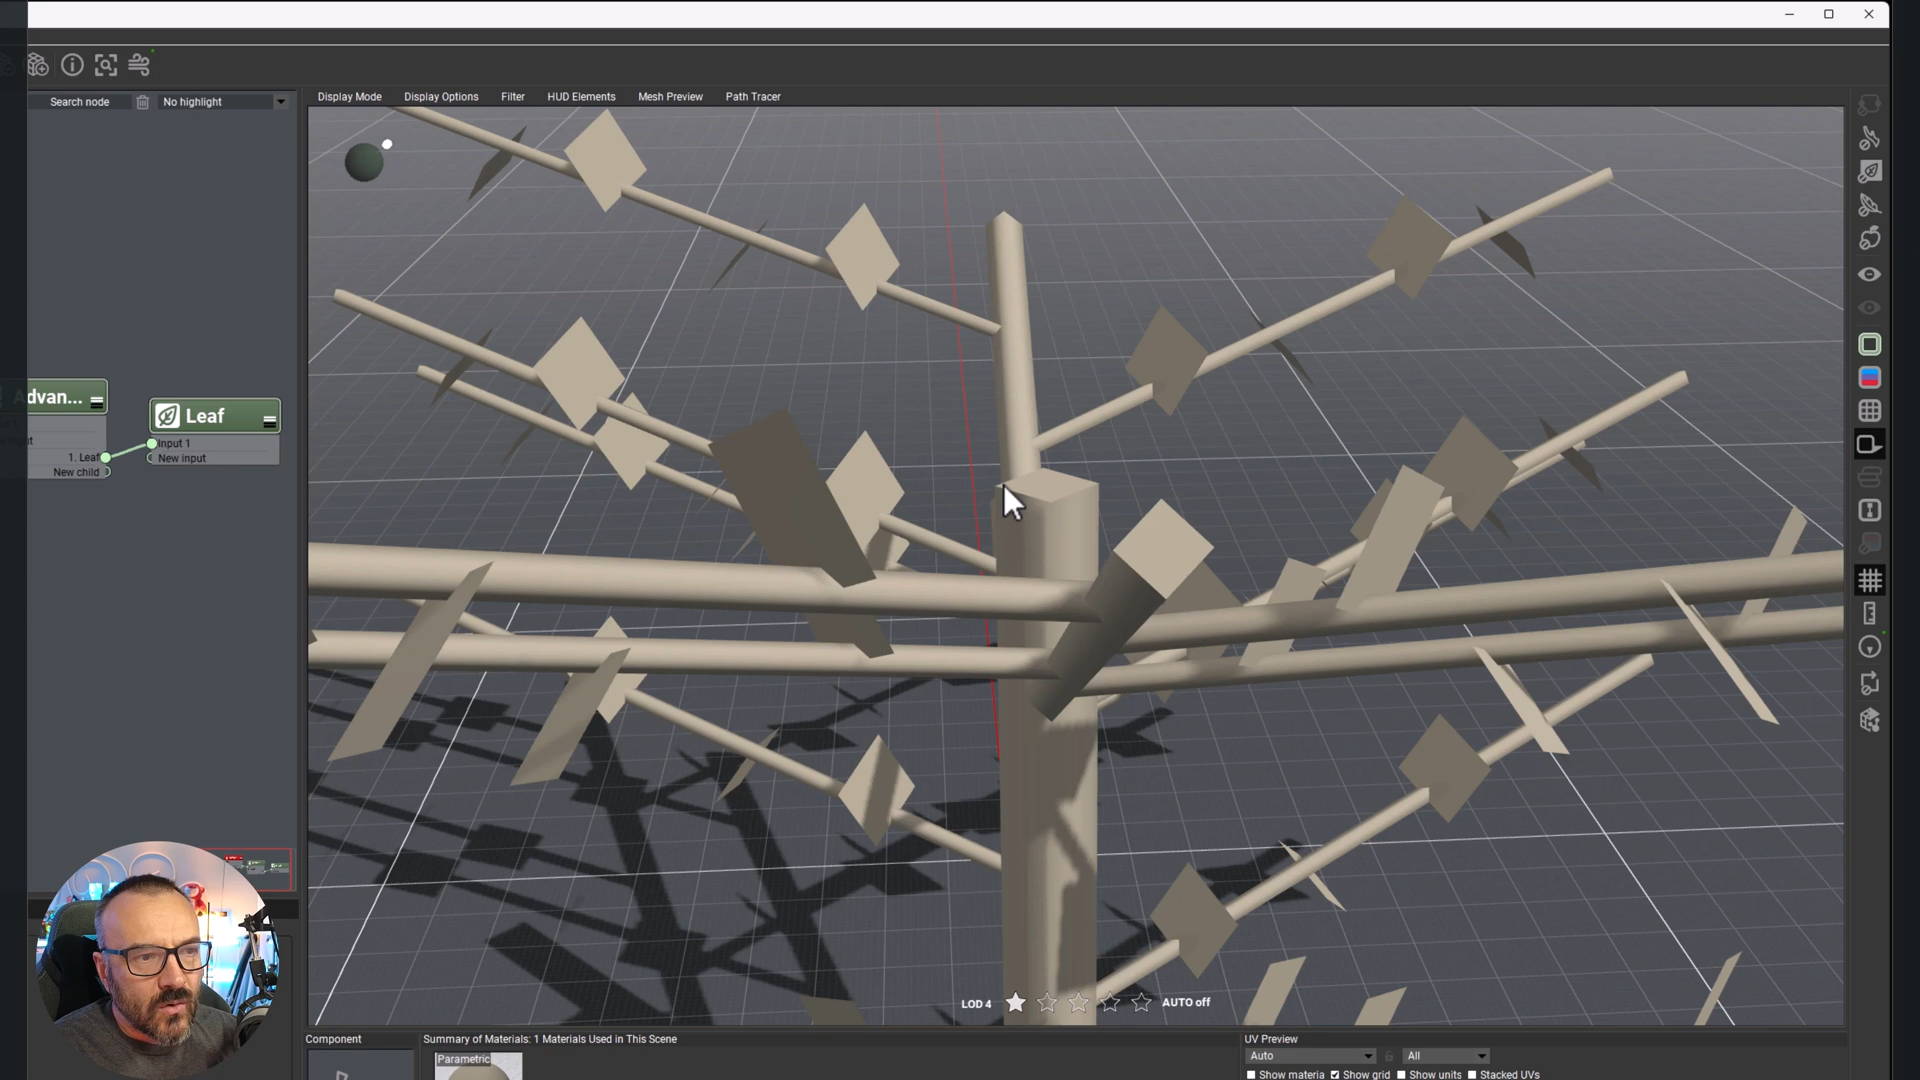 Search node
No highlight
Display Mode
Display Options
Filter
HUD Elements
Mesh Preview
Path Tracer
Advan...
1. Leaf
New child
Leaf
Input 1
New input
LOD 4
AUTO off
Component
Summary of Materials: 1 Materials Used in This Scene
Parametric
UV Preview
Auto
All
Show materia
Show grid
Show units
Stacked UVs